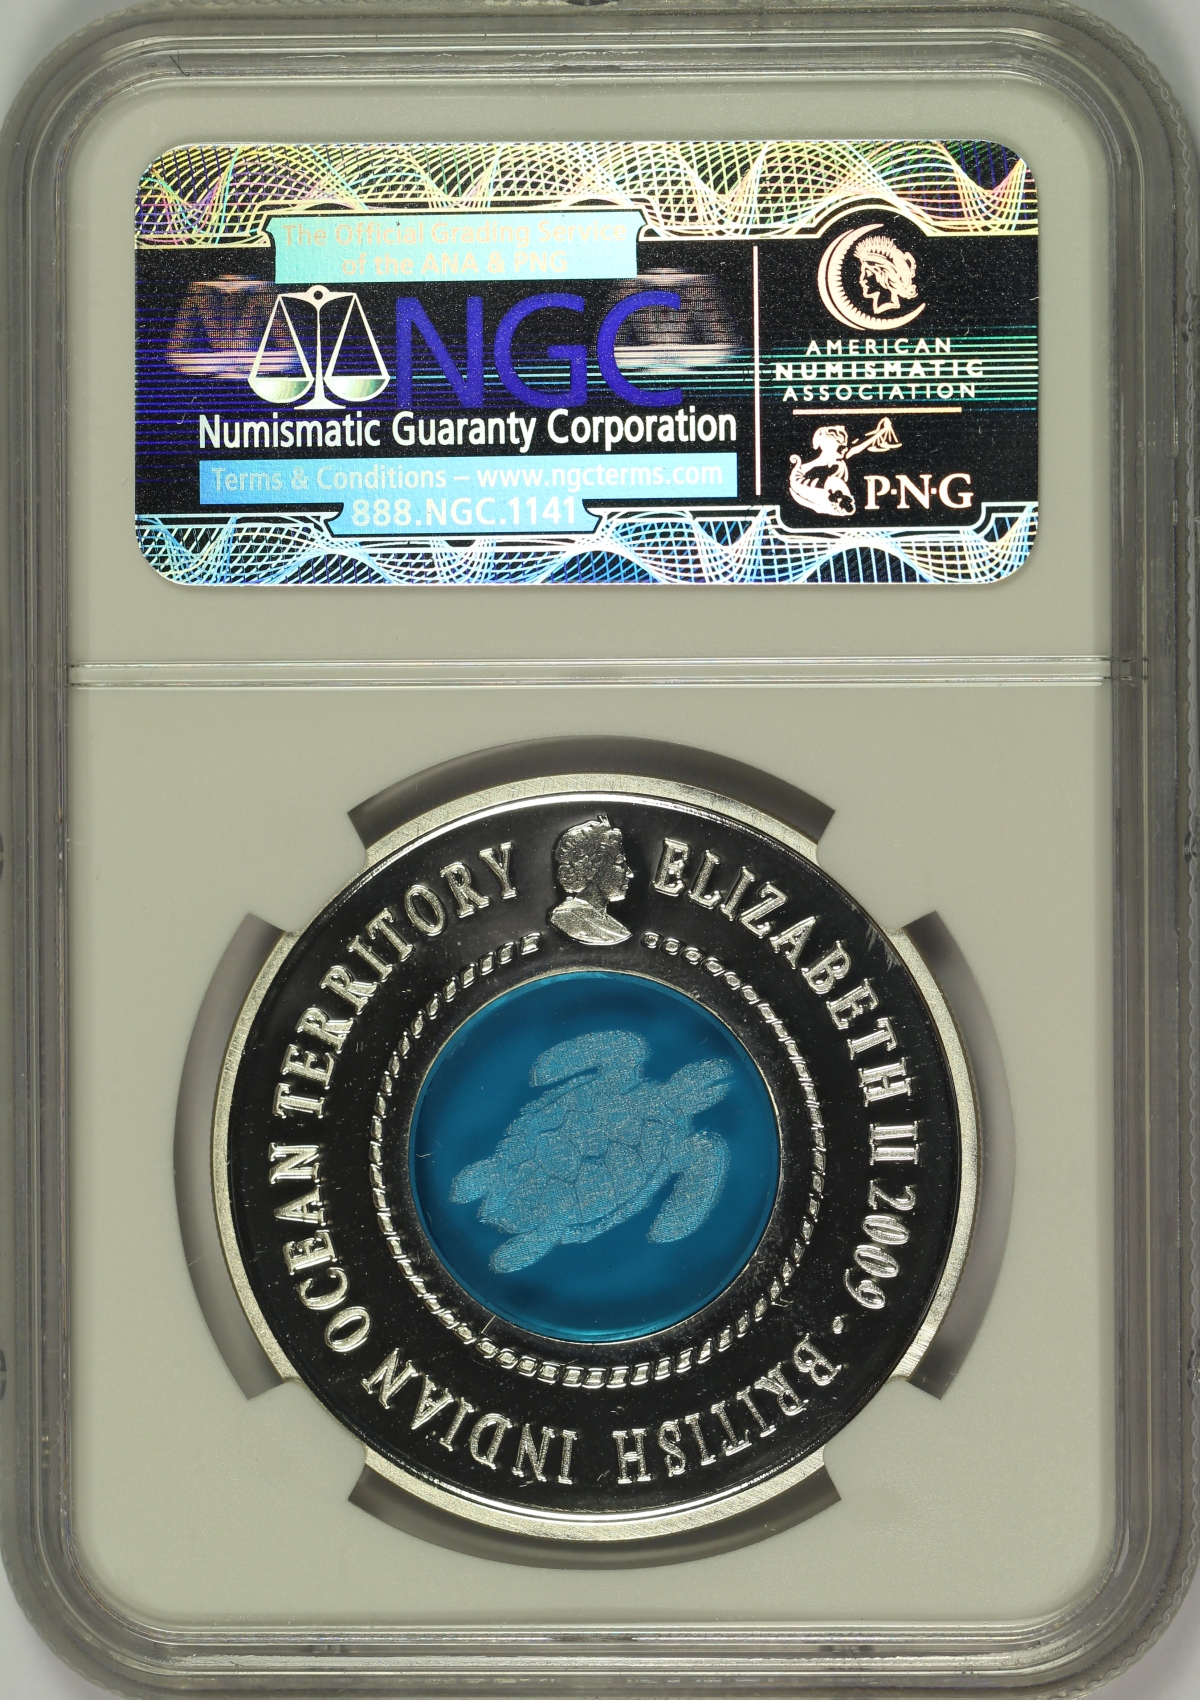 The Official Grading Service
of the ANA & PNG
NGC
Numismatic Guaranty Corporation
Terms & Conditions – www.ngcterms.com
888.NGC.1141
AMERICAN
NUMISMATIC
ASSOCIATION
P·N·G
ELIZABETH II 2009 · BRITISH INDIAN OCEAN TERRITORY